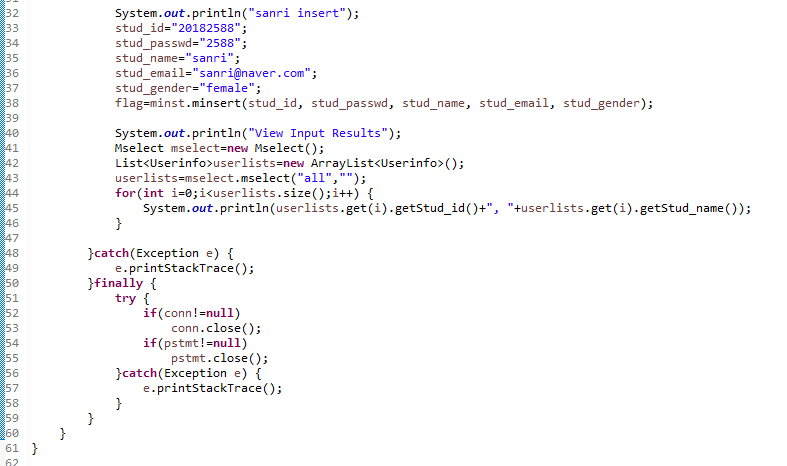 32 System.out.println("sanri insert");
33 stud_id="20182588";
34 stud_passwd="2588";
35 stud_name="sanri";
36 stud_email="sanri@naver.com";
37 stud_gender="female";
38 flag=minst.minsert(stud_id, stud_passwd, stud_name, stud_email, stud_gender);
39
40 System.out.println("View Input Results");
41 Mselect mselect=new Mselect();
42 List<Userinfo>userlists=new ArrayList<Userinfo>();
43 userlists=mselect.mselect("all","");
44 for(int i=0;i<userlists.size();i++) {
45 System.out.println(userlists.get(i).getStud_id()+", "+userlists.get(i).getStud_name());
46 }
47
48 }catch(Exception e) {
49 e.printStackTrace();
50 }finally {
51 try {
52 if(conn!=null)
53 conn.close();
54 if(pstmt!=null)
55 pstmt.close();
56 }catch(Exception e) {
57 e.printStackTrace();
58 }
59 }
60 }
61 }
62